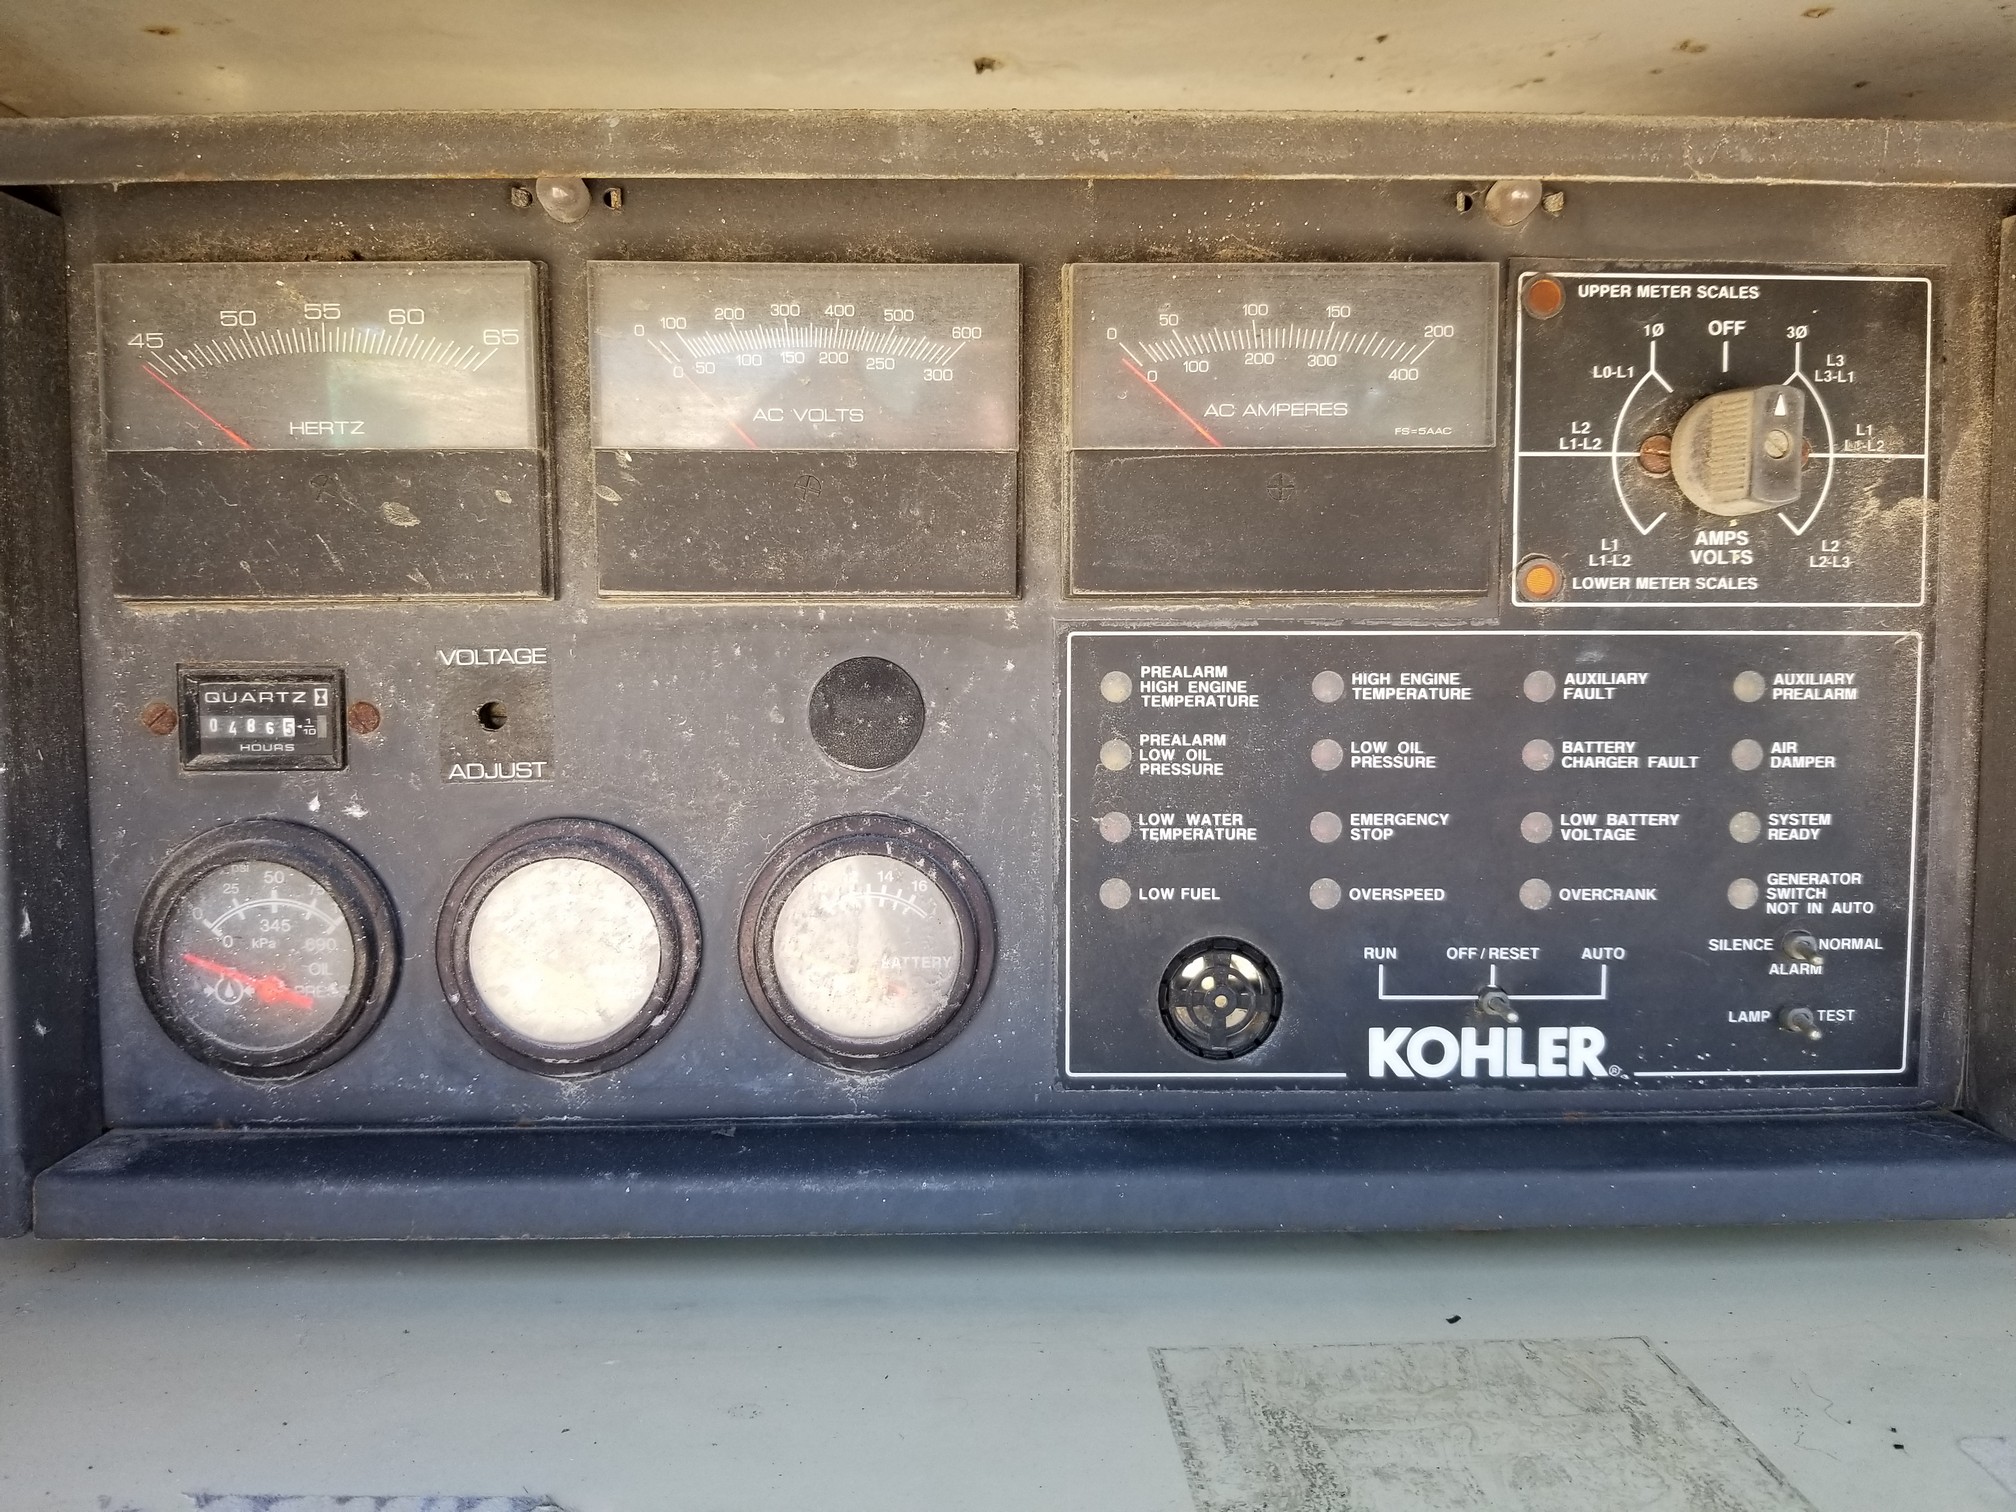 45 50 55 60 65
HERTZ
0 100 200 300 400 500 600
0 50 100 150 200 250 300
AC VOLTS
0 50 100 150 200
0 100 200 300 400
AC AMPERES
FS=5AAC
UPPER METER SCALES
1Ø OFF 3Ø
L0-L1
L3
L3-L1
L2
L1-L2
L1
L1-L2
L1
L1-L2
AMPS
VOLTS
L2
L2-L3
LOWER METER SCALES
QUARTZ
0 4 8 6 5 1/10
HOURS
VOLTAGE
ADJUST
PREALARM
HIGH ENGINE
TEMPERATURE
HIGH ENGINE
TEMPERATURE
AUXILIARY
FAULT
AUXILIARY
PREALARM
PREALARM
LOW OIL
PRESSURE
LOW OIL
PRESSURE
BATTERY
CHARGER FAULT
AIR
DAMPER
LOW WATER
TEMPERATURE
EMERGENCY
STOP
LOW BATTERY
VOLTAGE
SYSTEM
READY
LOW FUEL
OVERSPEED
OVERCRANK
GENERATOR
SWITCH
NOT IN AUTO
psi
0 25 50 75
0 345 690
kPa
OIL
PRESS
14 16
BATTERY
RUN OFF/RESET AUTO
SILENCE NORMAL
ALARM
LAMP TEST
KOHLER®